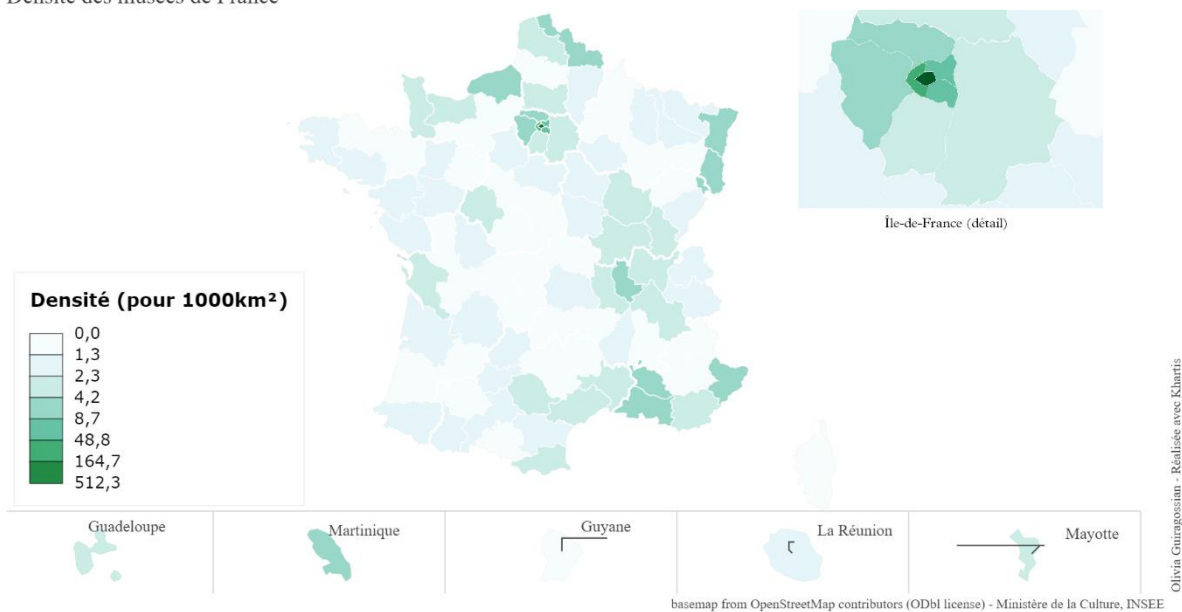 Densité des musées de France
Île-de-France (détail)
Densité (pour 1000km²)
0,0
1,3
2,3
4,2
8,7
48,8
164,7
512,3
Guadeloupe
Martinique
Guyane
La Réunion
Mayotte
Olivia Guiragossian - Réalisée avec Khartis
basemap from OpenStreetMap contributors (ODbl license) - Ministère de la Culture, INSEE